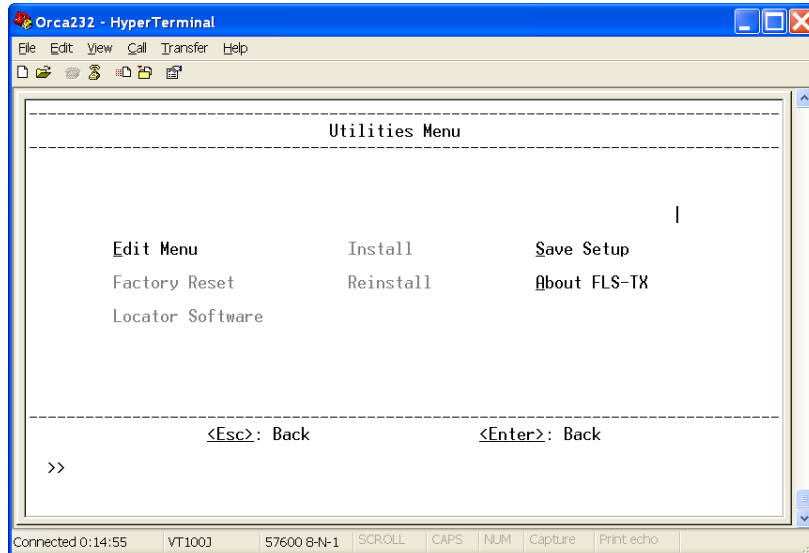 Orca232 - HyperTerminal
File Edit View Call Transfer Help
Utilities Menu
Edit Menu Install Save Setup
Factory Reset Reinstall About FLS-TX
Locator Software
<Esc>: Back <Enter>: Back
>>
Connected 0:14:55 VT100J 57600 8-N-1 SCROLL CAPS NUM Capture Print echo